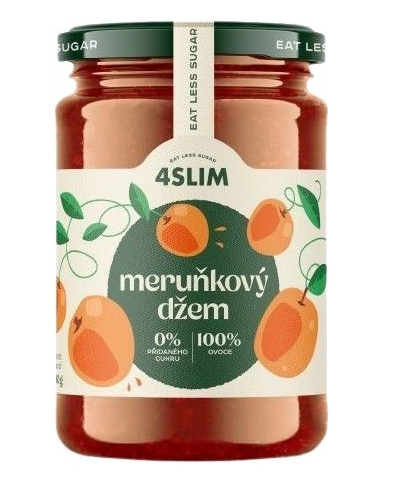 SUGAR
EAT LESS SUGAR
EAT LESS
EAT LESS SUGAR
4SLIM
meruňkový
džem
0%
PŘIDANÉHO
CUKRU
100%
OVOCE